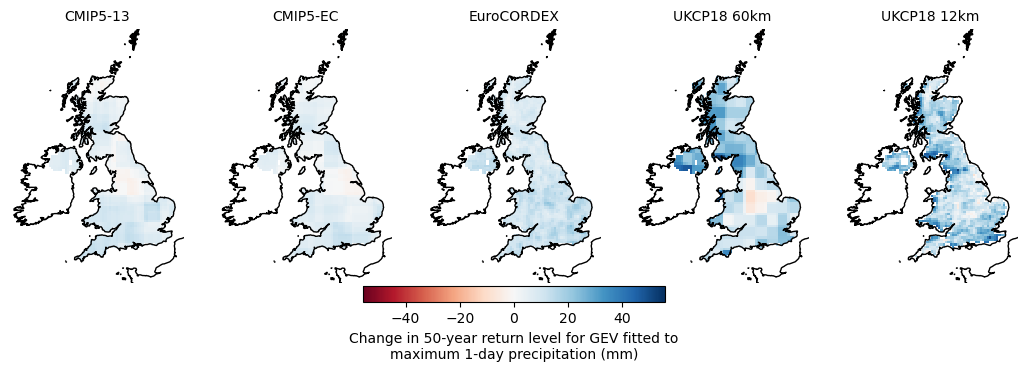 CMIP5-13
CMIP5-EC
EuroCORDEX
UKCP18 60km
UKCP18 12km
−40
−20
0
20
40
Change in 50-year return level for GEV fitted to
maximum 1-day precipitation (mm)